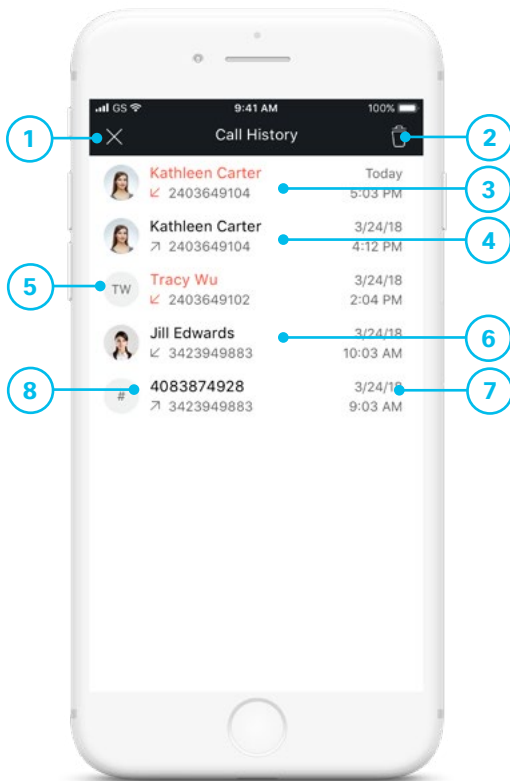 GS 9:41 AM 100%
1 Call History 2
Kathleen Carter Today
2403649104 5:03 PM 3
Kathleen Carter 3/24/18
2403649104 4:12 PM 4
5 TW Tracy Wu 3/24/18
2403649102 2:04 PM
Jill Edwards 3/24/18 6
3423949883 10:03 AM
8 # 4083874928 3/24/18 7
3423949883 9:03 AM